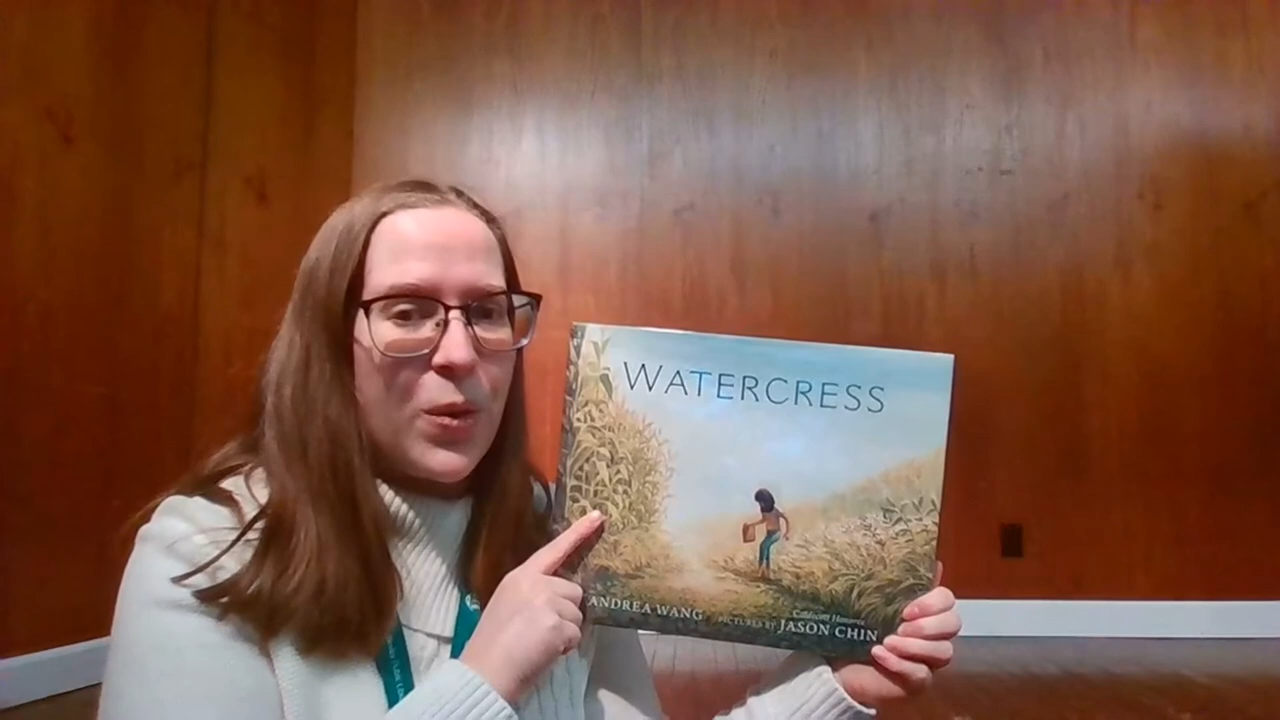 WATERCRESS
ANDREA WANG
Caldecott Honoree
PICTURES BY JASON CHIN